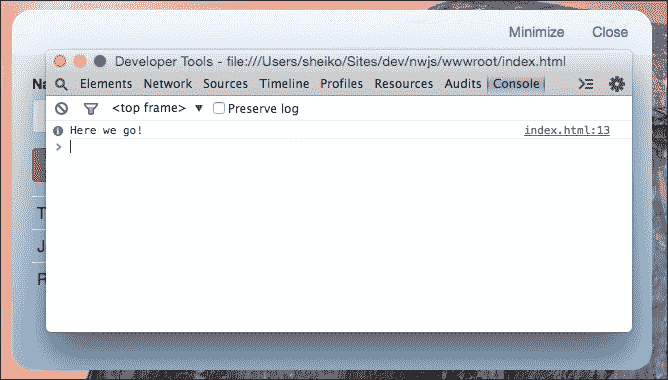 Minimize Close
Developer Tools - file:///Users/sheiko/Sites/dev/nwjs/wwwroot/index.html
Elements Network Sources Timeline Profiles Resources Audits Console
<top frame> ▼ Preserve log
Here we go! index.html:13
>